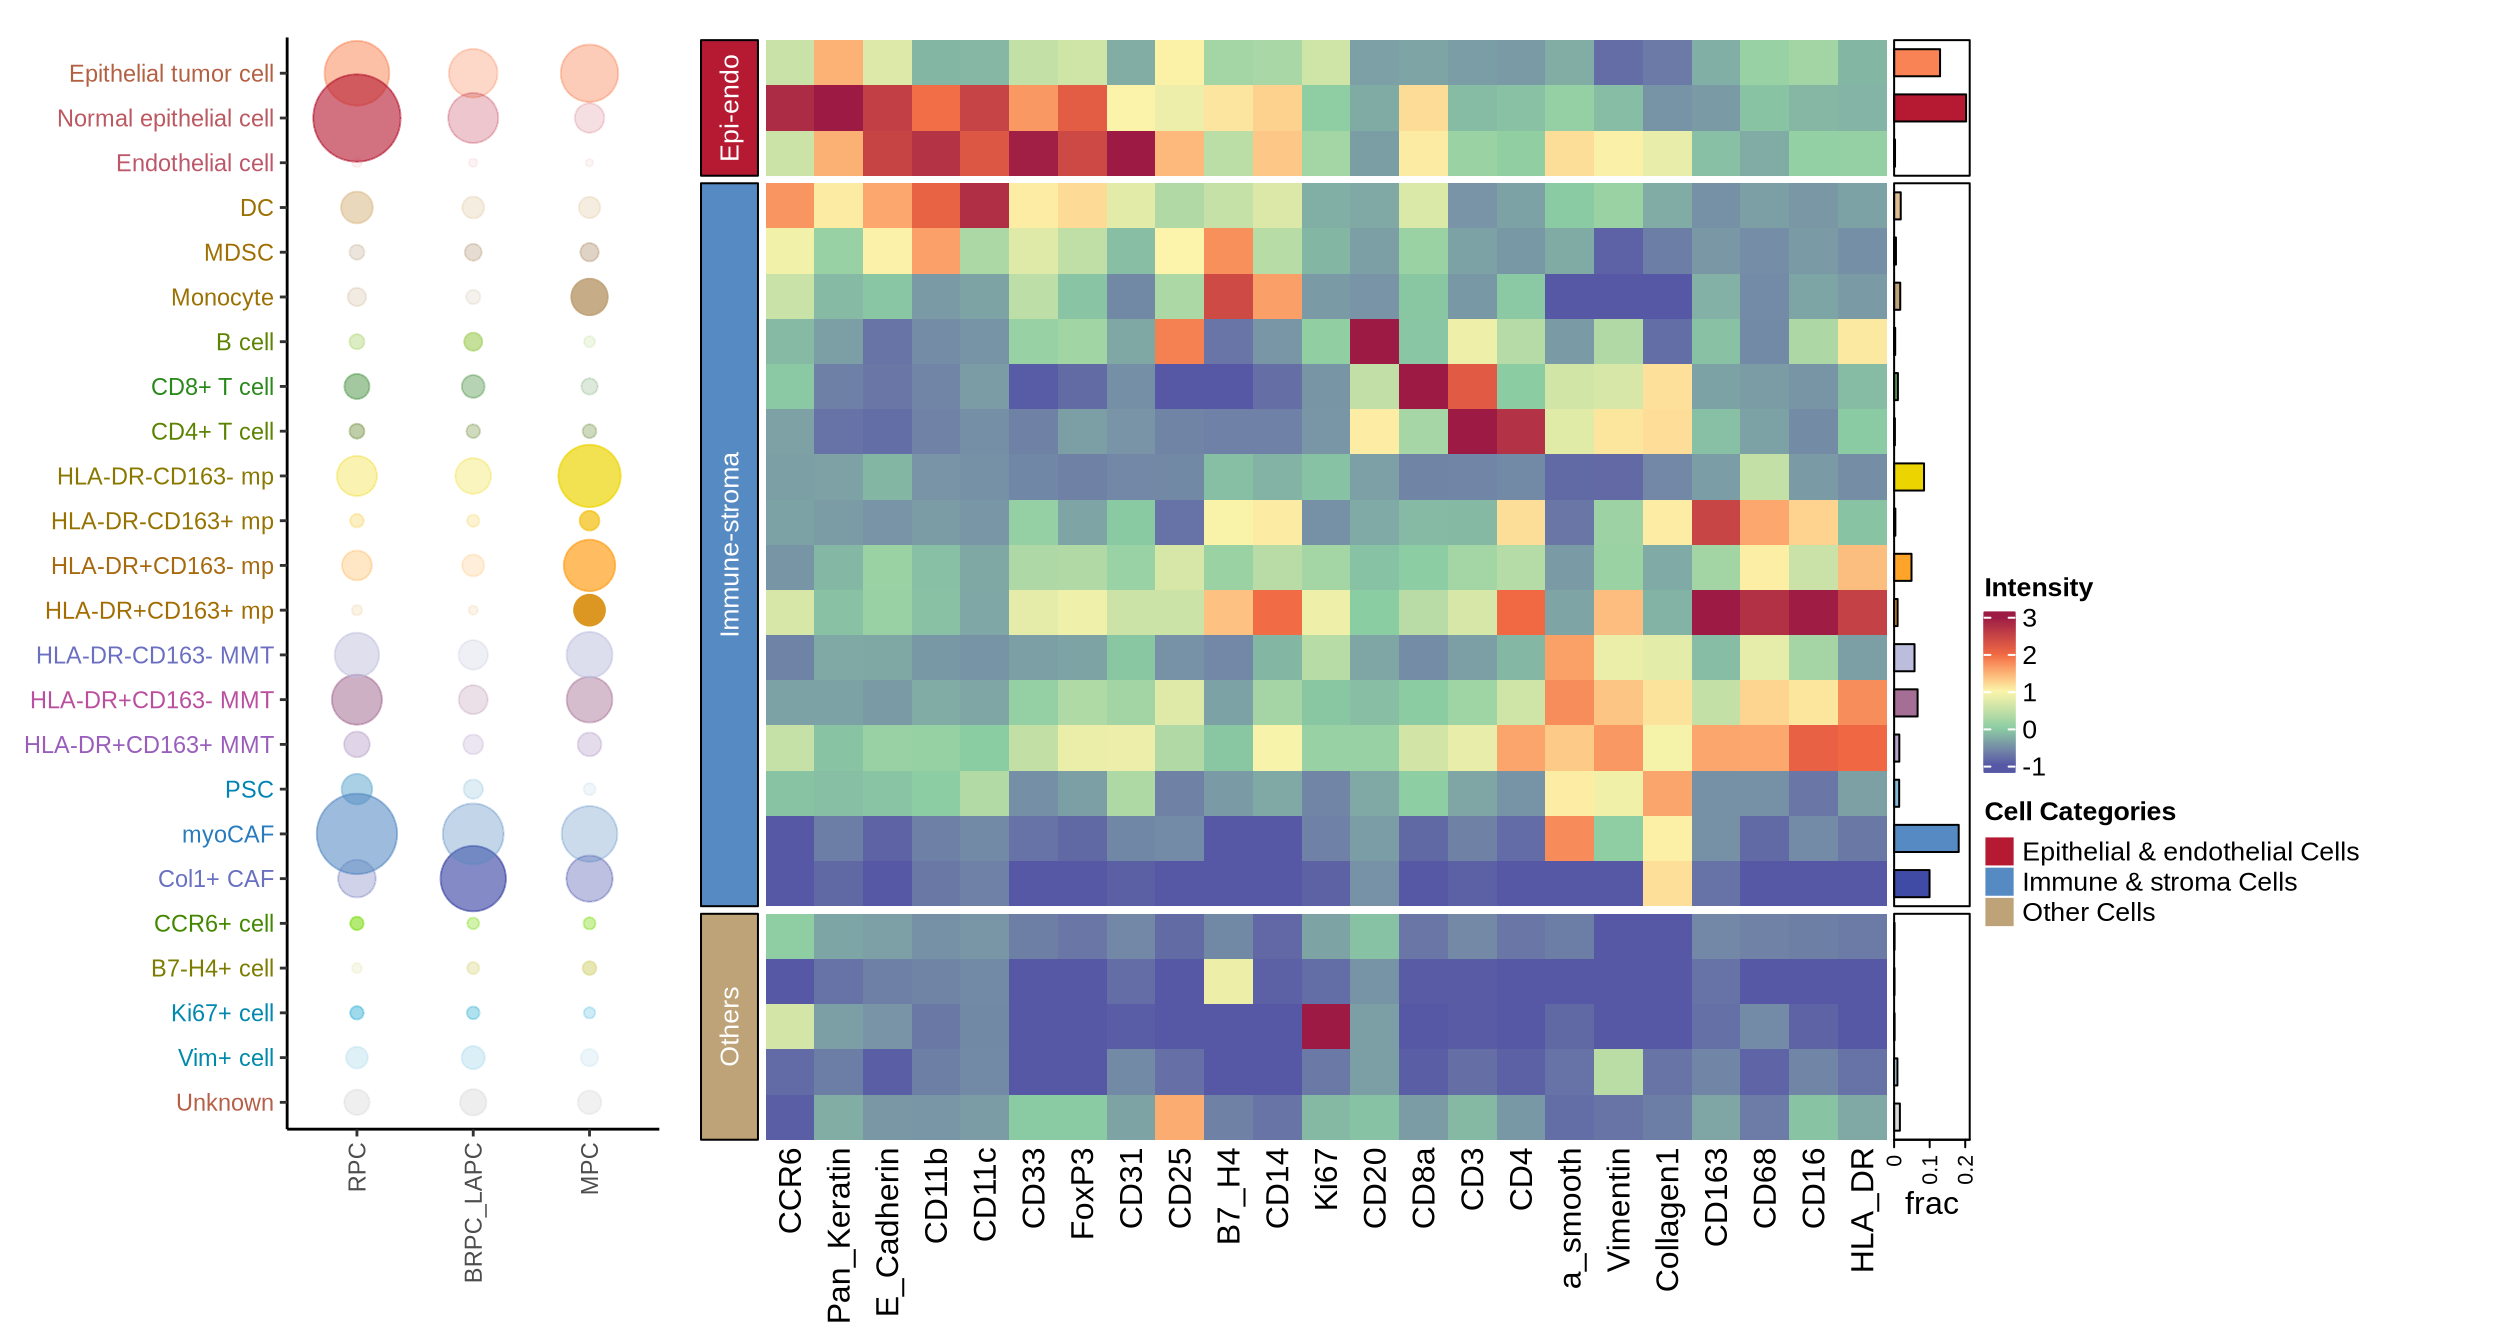 Epithelial tumor cell
Normal epithelial cell
Endothelial cell
DC
MDSC
Monocyte
B cell
CD8+ T cell
CD4+ T cell
HLA-DR-CD163- mp
HLA-DR-CD163+ mp
HLA-DR+CD163- mp
HLA-DR+CD163+ mp
HLA-DR-CD163- MMT
HLA-DR+CD163- MMT
HLA-DR+CD163+ MMT
PSC
myoCAF
Col1+ CAF
CCR6+ cell
B7-H4+ cell
Ki67+ cell
Vim+ cell
Unknown
RPC
BRPC_LAPC
MPC
Epi-endo
Immune-stroma
Others
CCR6
Pan_Keratin
E_Cadherin
CD11b
CD11c
CD33
FoxP3
CD31
CD25
B7_H4
CD14
Ki67
CD20
CD8a
CD3
CD4
a_smooth
Vimentin
Collagen1
CD163
CD68
CD16
HLA_DR
0
0.1
0.2
frac
Intensity
3
2
1
0
-1
Cell Categories
Epithelial & endothelial Cells
Immune & stroma Cells
Other Cells